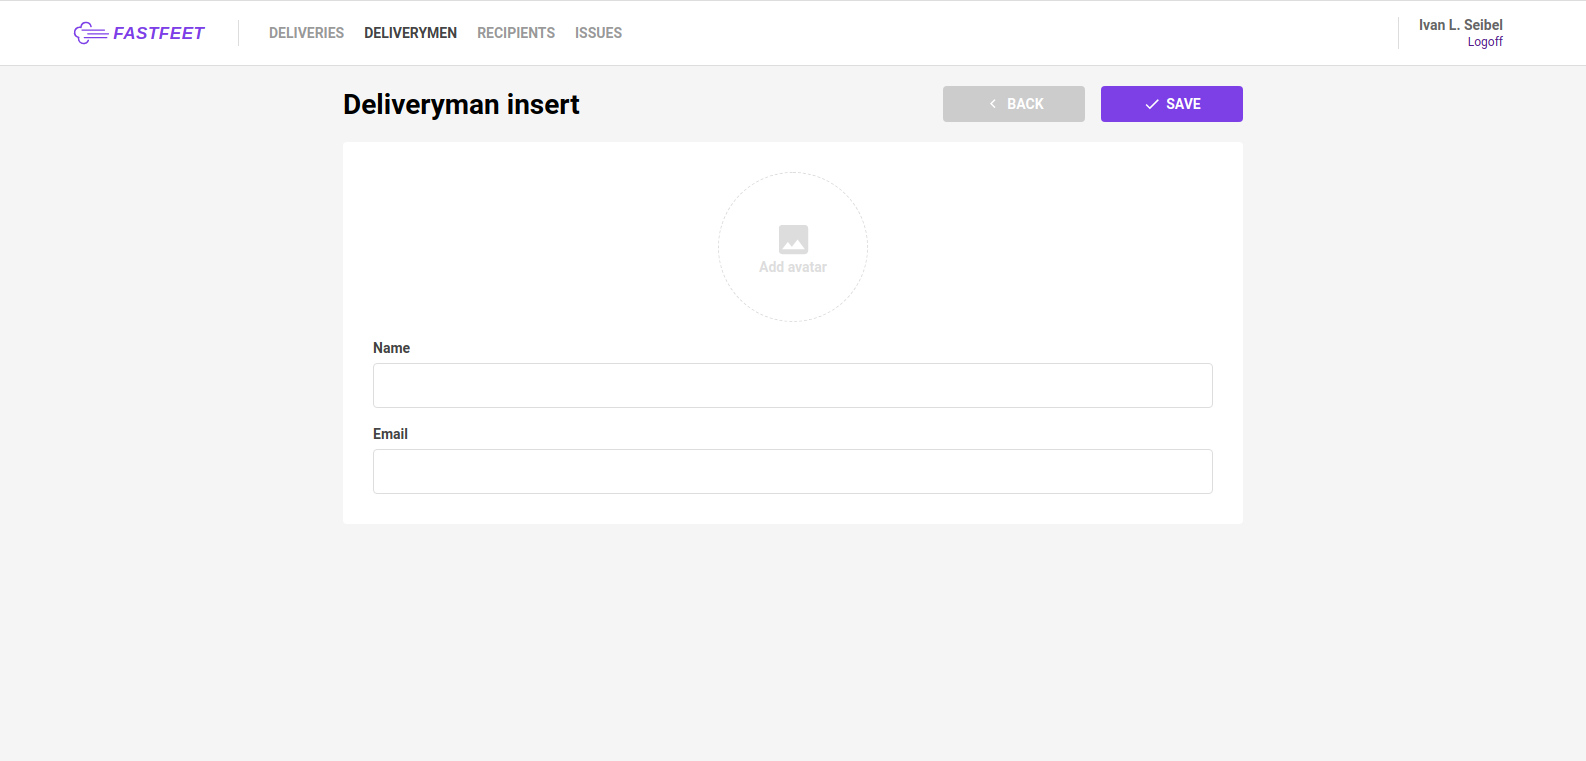 FASTFEET
DELIVERIES DELIVERYMEN RECIPIENTS ISSUES
Ivan L. Seibel
Logoff
Deliveryman insert
BACK
SAVE
Add avatar
Name
Email